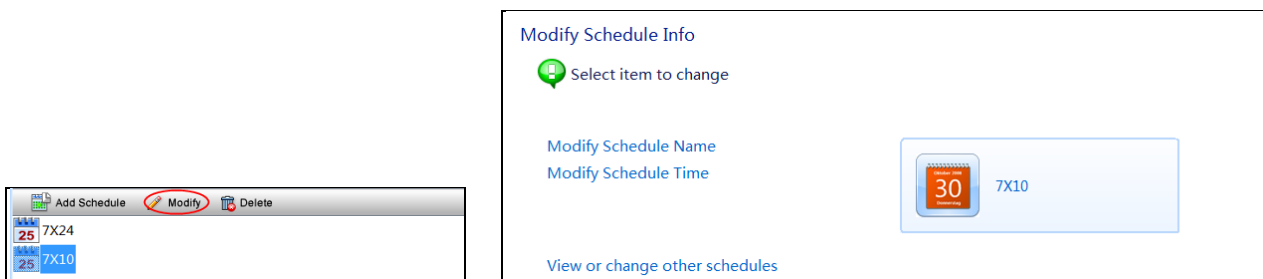 Add Schedule Modify Delete
25 7X24
25 7X10
Modify Schedule Info
Select item to change
Modify Schedule Name
Modify Schedule Time
30
7X10
View or change other schedules